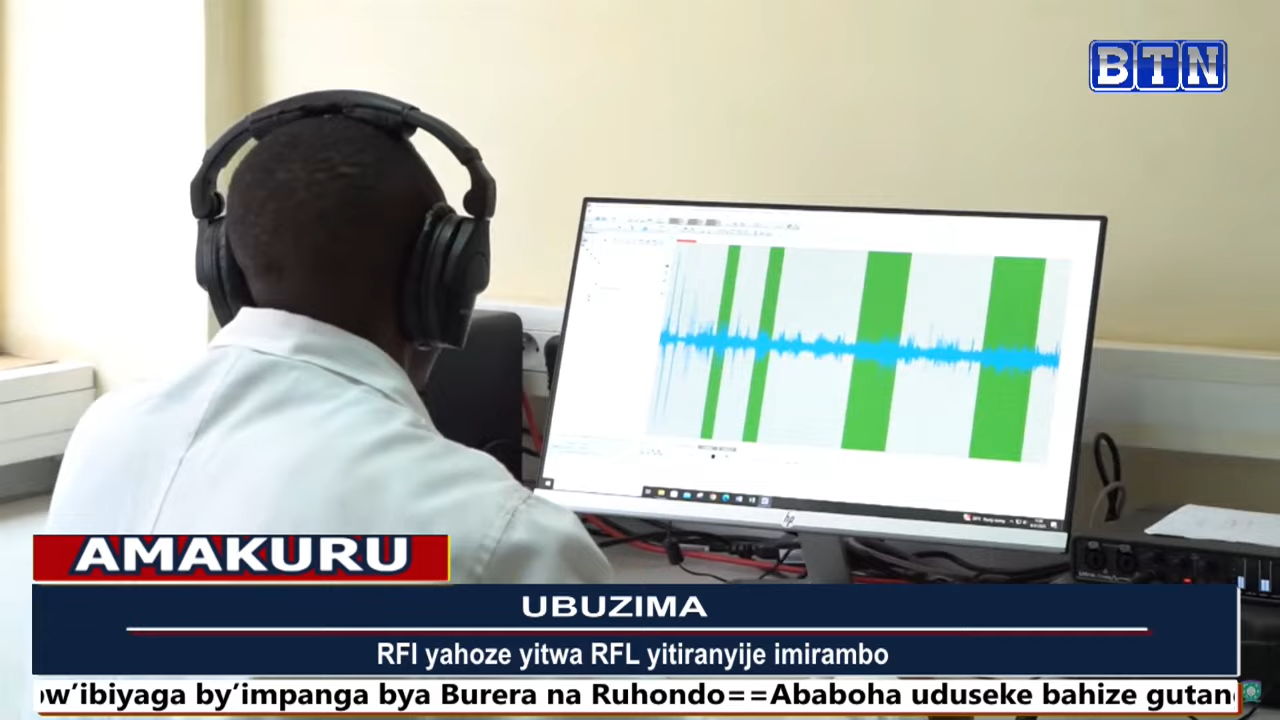 BTN
hp
AMAKURU
UBUZIMA
RFI yahoze yitwa RFL yitiranyije imirambo
w'ibiyaga by'impanga bya Burera na Ruhondo==Ababoha uduseke bahize gutan